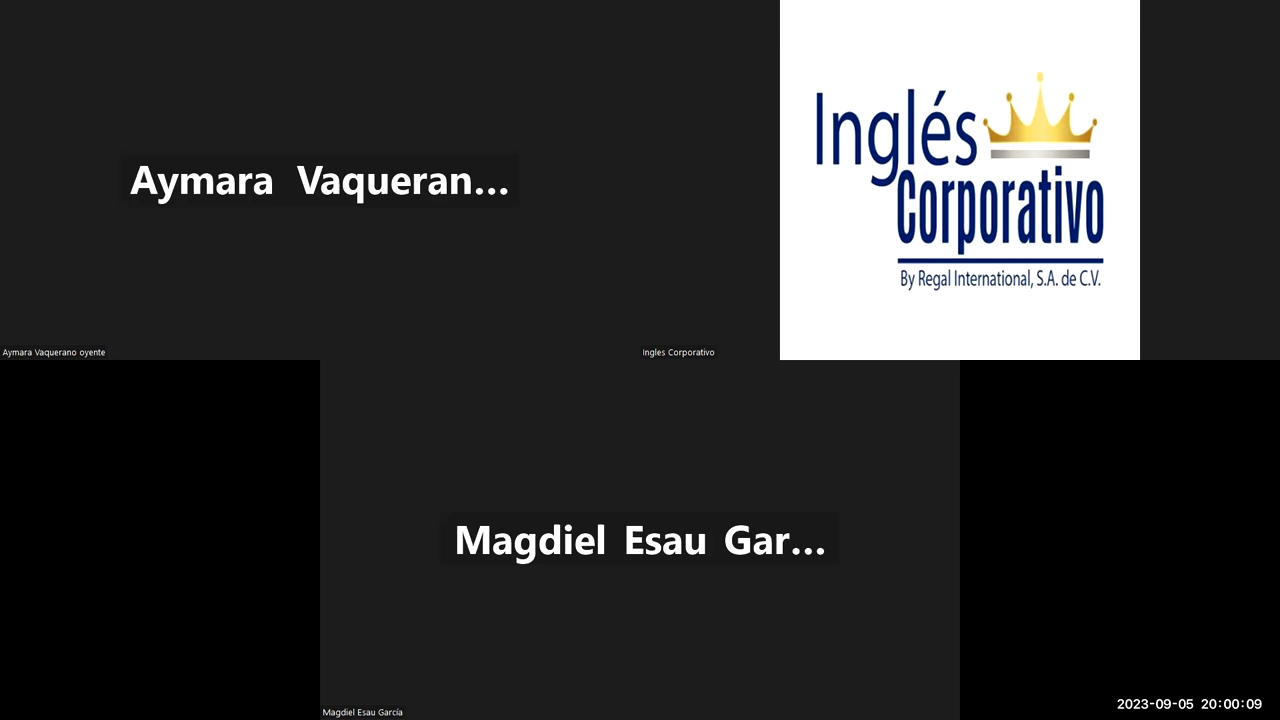 Aymara Vaqueran...
Inglés
Corporativo
By Regal International, S.A. de C.V.
Aymara Vaquerano oyente
Ingles Corporativo
Magdiel Esau Gar...
Magdiel Esau García
2023-09-05 20:00:09